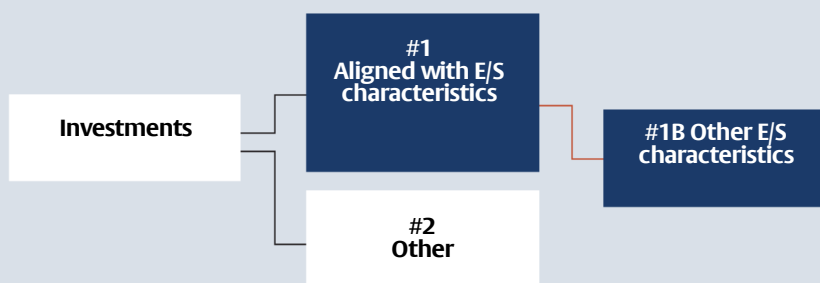 Investments
#1
Aligned with E/S
characteristics
#1B Other E/S
characteristics
#2
Other